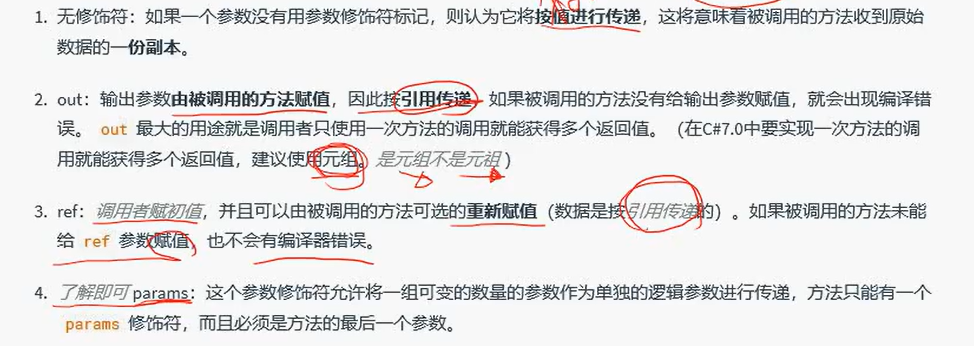 1. 无修饰符：如果一个参数没有用参数修饰符标记，则认为它将按值进行传递，这将意味着被调用的方法收到原始
数据的一份副本。
2. out：输出参数由被调用的方法赋值，因此按引用传递，如果被调用的方法没有给输出参数赋值，就会出现编译错
误。 out 最大的用途就是调用者只使用一次方法的调用就能获得多个返回值。（在C#7.0中要实现一次方法的调
用就能获得多个返回值，建议使用元组。是元组不是元祖）
3. ref：调用者赋初值，并且可以由被调用的方法可选的重新赋值（数据是按引用传递的）。如果被调用的方法未能
给 ref 参数赋值，也不会有编译器错误。
4. 了解即可 params：这个参数修饰符允许将一组可变的数量的参数作为单独的逻辑参数进行传递，方法只能有一个
params 修饰符，而且必须是方法的最后一个参数。